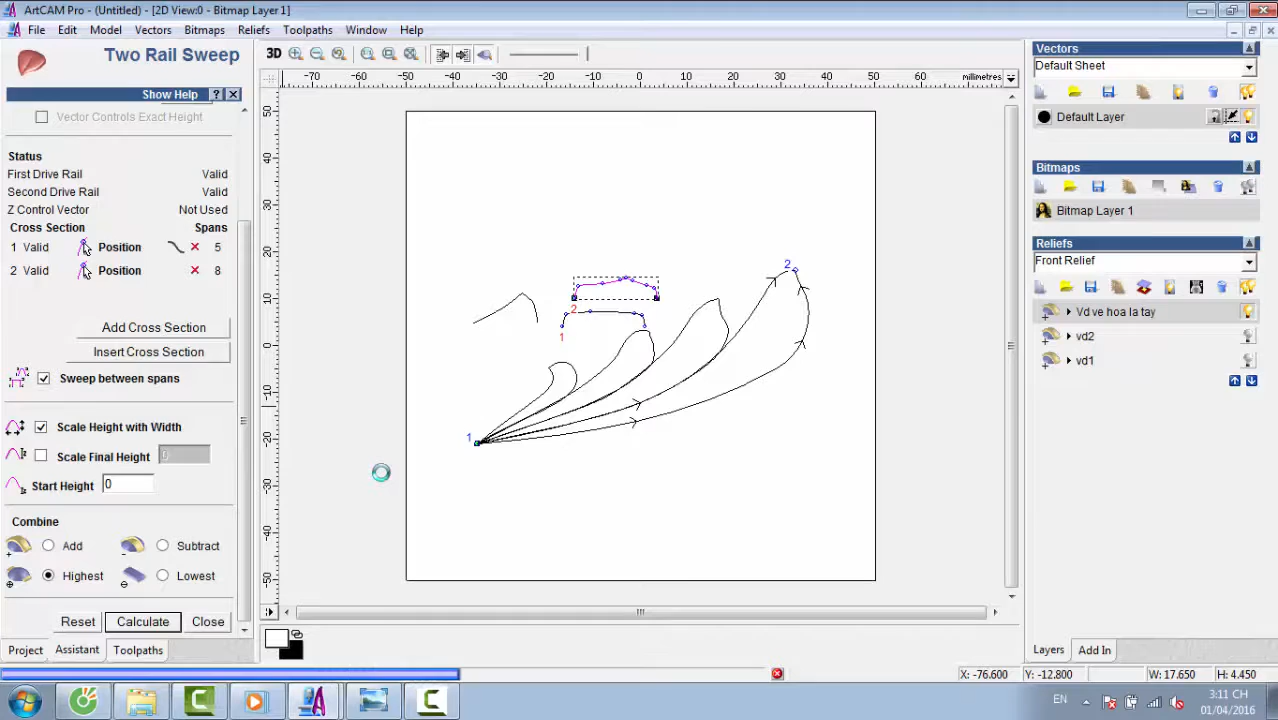 ArtCAM Pro - (Untitled) - [2D View:0 - Bitmap Layer 1]
File Edit Model Vectors Bitmaps Reliefs Toolpaths Window Help
Two Rail Sweep
Show Help ?
Vector Controls Exact Height
Status
First Drive Rail Valid
Second Drive Rail Valid
Z Control Vector Not Used
Cross Section Spans
1 Valid Position 5
2 Valid Position 8
Add Cross Section
Insert Cross Section
Sweep between spans
Scale Height with Width
Scale Final Height 0
Start Height 0
Combine
Add Subtract
Highest Lowest
Reset Calculate Close
Project Assistant Toolpaths
3D
-70 -60 -50 -40 -30 -20 -10 0 10 20 30 40 50 60 millimetres
50
40
30
20
10
0
-10
-20
-30
-40
-50
2
2
1
1
Vectors
Default Sheet
Default Layer
Bitmaps
Bitmap Layer 1
Reliefs
Front Relief
Vd ve hoa la tay
vd2
vd1
Layers Add In
X: -76.600 Y: -12.800 W: 17.650 H: 4.450
EN 3:11 CH
01/04/2016